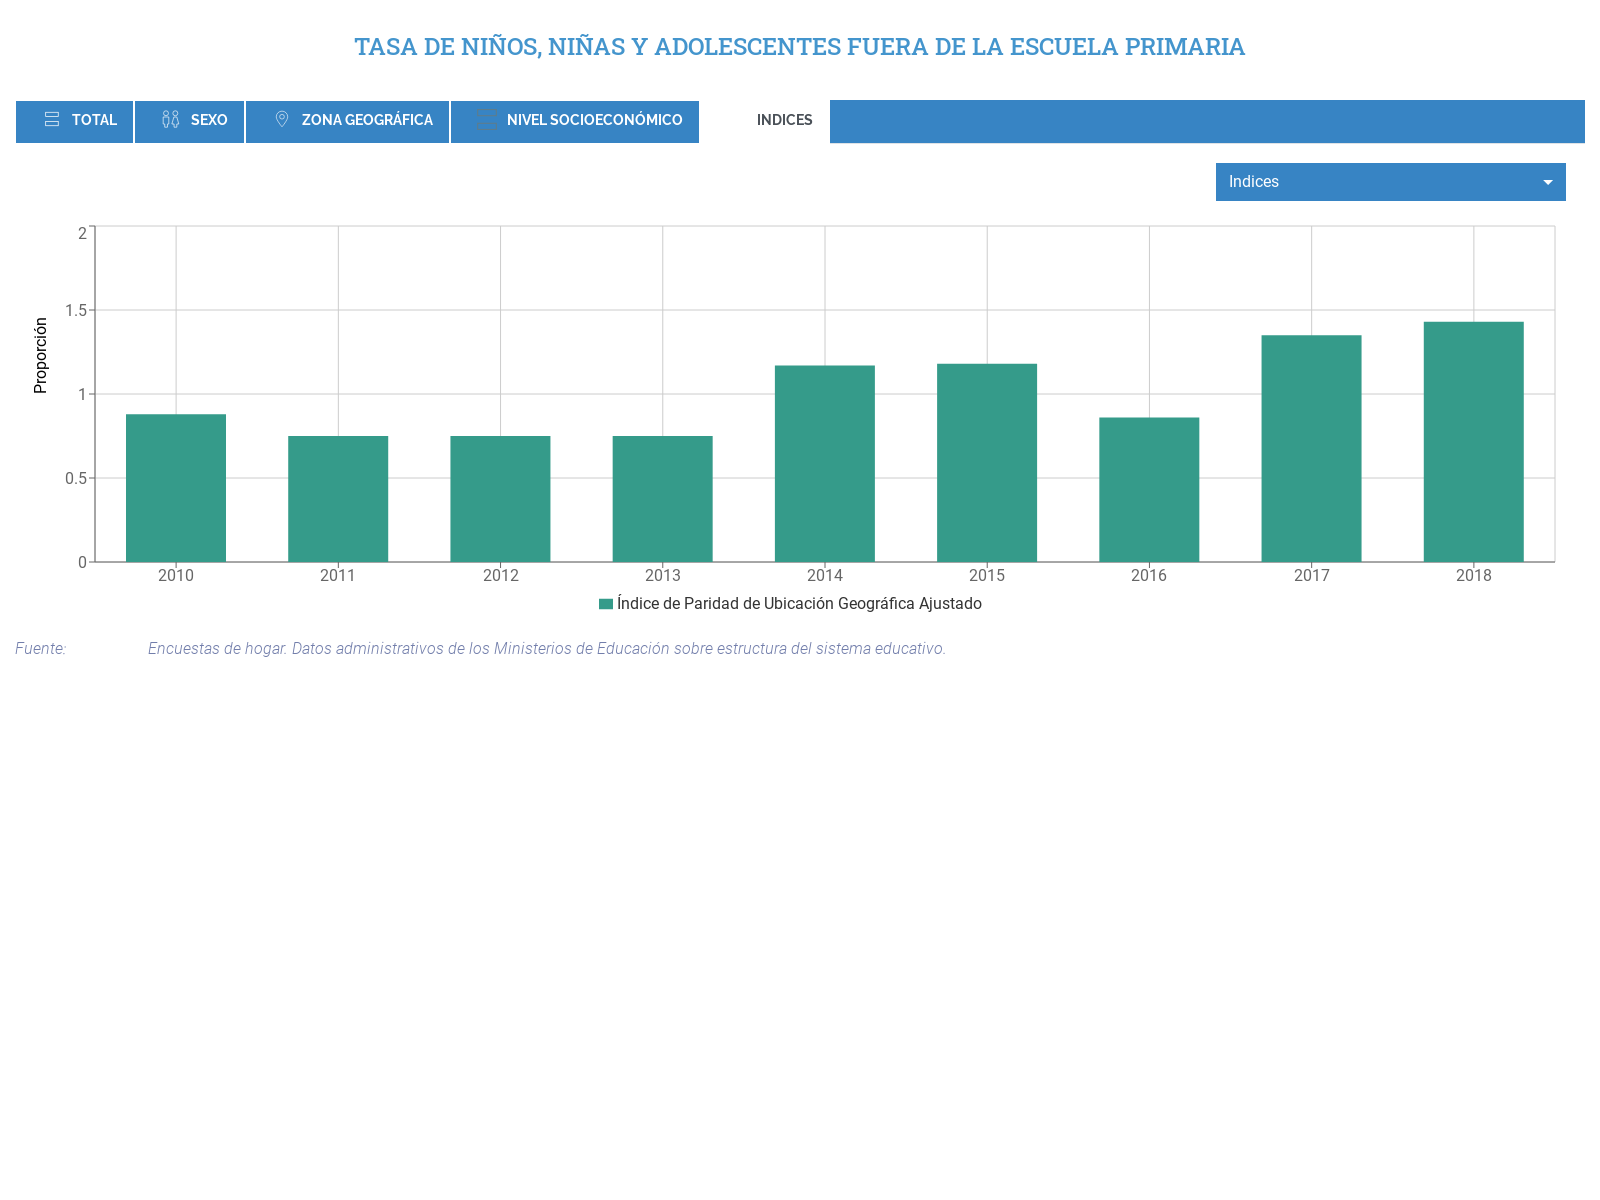 TASA DE NIÑOS, NIÑAS Y ADOLESCENTES FUERA DE LA ESCUELA PRIMARIA
TOTAL SEXO ZONA GEOGRÁFICA NIVEL SOCIOECONÓMICO INDICES
Indices
Proporción
2
1.5
1
0.5
0
2010 2011 2012 2013 2014 2015 2016 2017 2018
Índice de Paridad de Ubicación Geográfica Ajustado
Fuente: Encuestas de hogar. Datos administrativos de los Ministerios de Educación sobre estructura del sistema educativo.